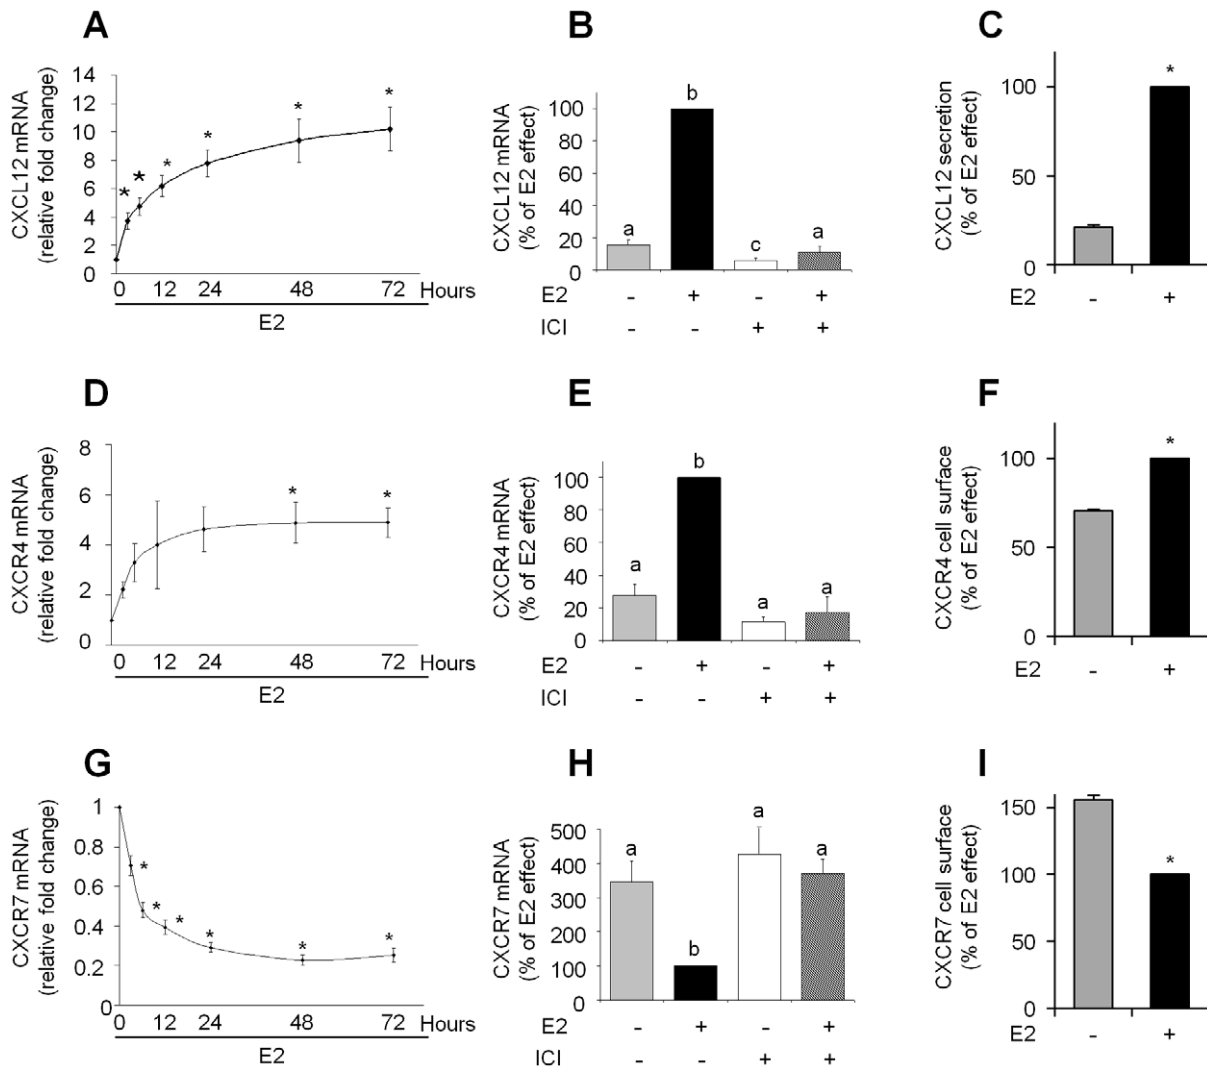 A
CXCL12 mRNA
(relative fold change)
14
12
10
8
6
4
2
0
* * * * * *
0 12 24 48 72 Hours
E2
B
CXCL12 mRNA
(% of E2 effect)
100
80
60
40
20
0
a b c a
E2 - + - +
ICI - - + +
C
CXCL12 secretion
(% of E2 effect)
100
50
0
*
E2 - +
D
CXCR4 mRNA
(relative fold change)
8
6
4
2
0
* *
0 12 24 48 72 Hours
E2
E
CXCR4 mRNA
(% of E2 effect)
100
80
60
40
20
0
a b a a
E2 - + - +
ICI - - + +
F
CXCR4 cell surface
(% of E2 effect)
100
50
0
*
E2 - +
G
CXCR7 mRNA
(relative fold change)
1
0.8
0.6
0.4
0.2
0
* * * * * *
0 12 24 48 72 Hours
E2
H
CXCR7 mRNA
(% of E2 effect)
500
400
300
200
100
0
a b a a
E2 - + - +
ICI - - + +
I
CXCR7 cell surface
(% of E2 effect)
150
100
50
0
*
E2 - +